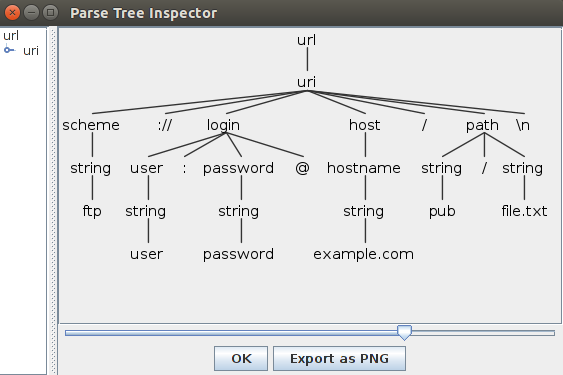 Parse Tree Inspector
url
uri
url
uri
scheme :// login host / path \n
string user : password @ hostname string / string
ftp string string string pub file.txt
user password example.com
OK Export as PNG